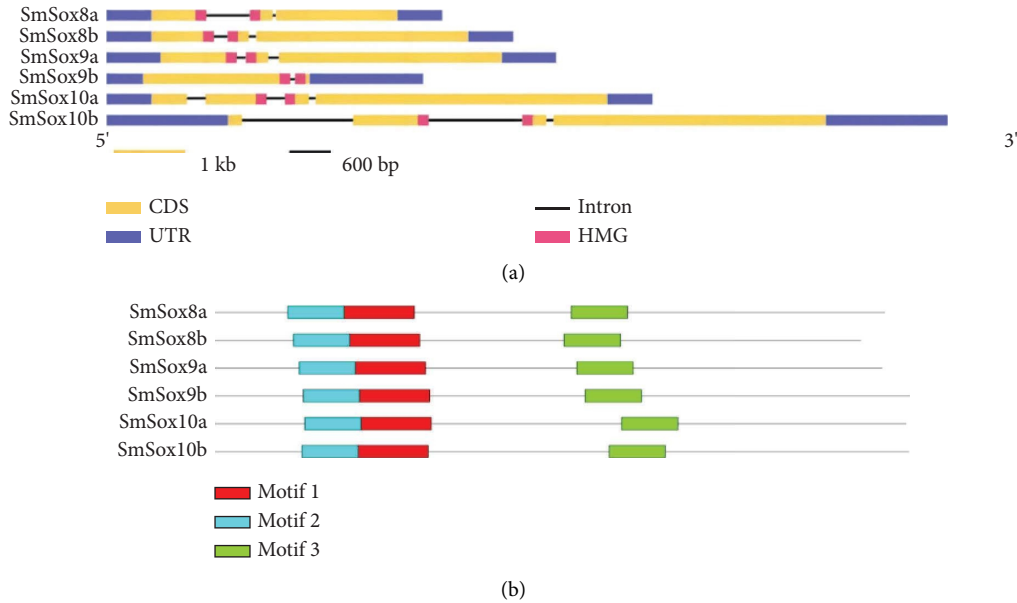 SmSox8a
SmSox8b
SmSox9a
SmSox9b
SmSox10a
SmSox10b
5' 3'
1 kb 600 bp
CDS Intron
UTR HMG
(a)
SmSox8a
SmSox8b
SmSox9a
SmSox9b
SmSox10a
SmSox10b
Motif 1
Motif 2
Motif 3
(b)